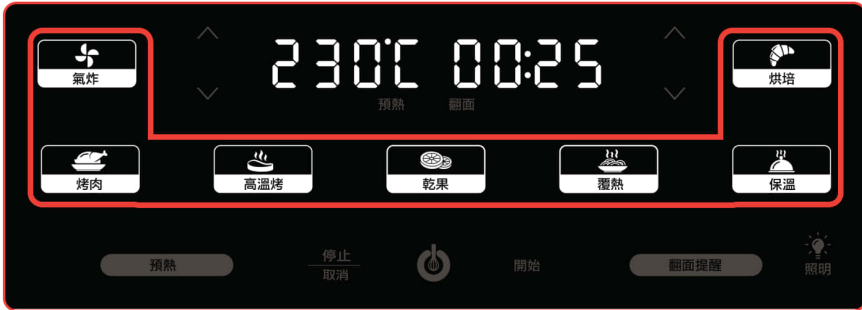 氣炸
230℃ 00:25
烘培
預熱
翻面
烤肉
高溫烤
乾果
覆熱
保溫
預熱
停止
取消
開始
翻面提醒
照明